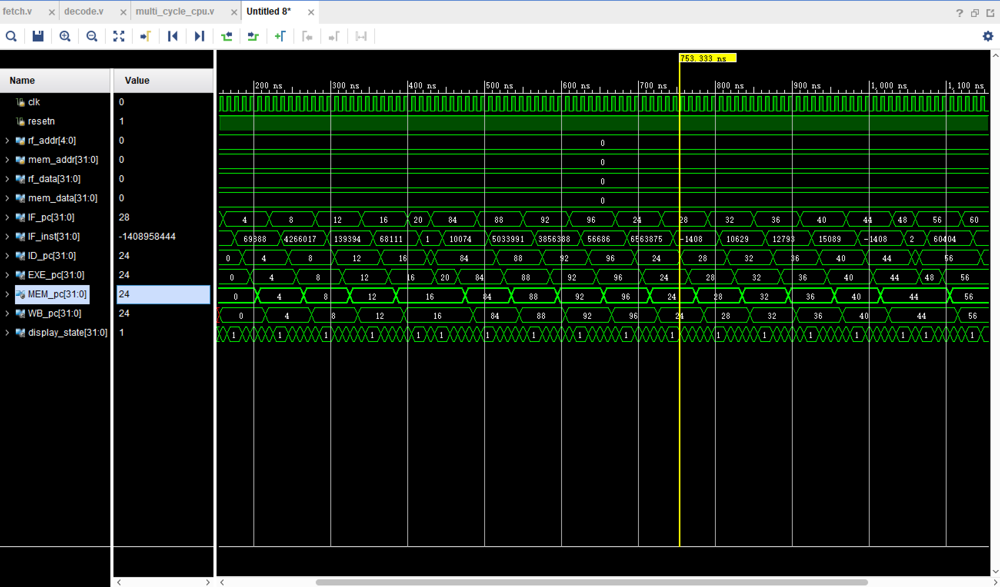 fetch.v decode.v multi_cycle_cpu.v Untitled 8*
753.333 ns
Name Value
200 ns 300 ns 400 ns 500 ns 600 ns 700 ns 800 ns 900 ns 1,000 ns 1,100 ns
clk 0
resetn 1
rf_addr[4:0] 0 0
mem_addr[31:0] 0 0
rf_data[31:0] 0 0
mem_data[31:0] 0 0
IF_pc[31:0] 28 4 8 12 16 20 84 88 92 96 24 28 32 36 40 44 48 56 60
IF_inst[31:0] -1408958444 69888 4266017 139394 68111 1 10074 5033991 3856388 56686 6563875 -1408 10629 12793 15089 -1408 2 60404
ID_pc[31:0] 24 0 4 8 12 16 84 88 92 96 24 28 32 36 40 44 56
EXE_pc[31:0] 24 0 4 8 12 16 20 84 88 92 96 24 28 32 36 40 44 48 56
MEM_pc[31:0] 24 0 4 8 12 16 84 88 92 96 24 28 32 36 40 44 56
WB_pc[31:0] 24 0 4 8 12 16 84 88 92 96 24 28 32 36 40 44 56
display_state[31:0] 1 1 1 1 1 1 1 1 1 1 1 1 1 1 1 1 1 1 1